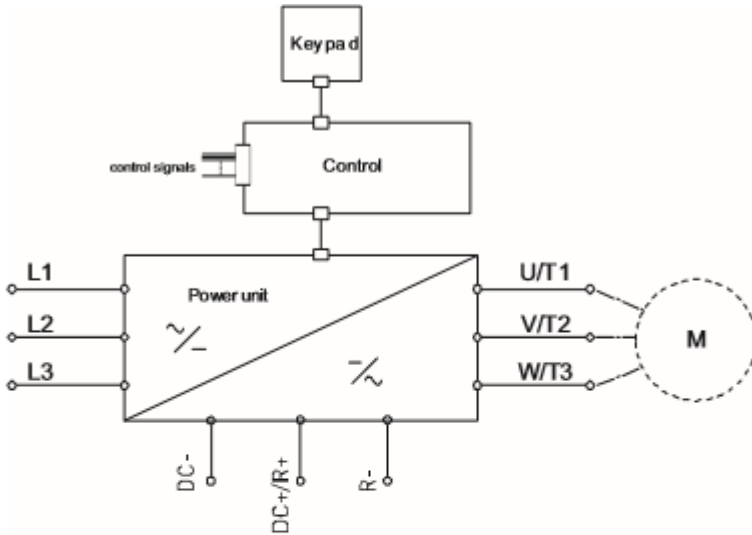 Keypad
control signals
Control
L1
L2
L3
Power unit
~/–
–/~
U/T1
V/T2
W/T3
M
DC-
DC+/R+
R-